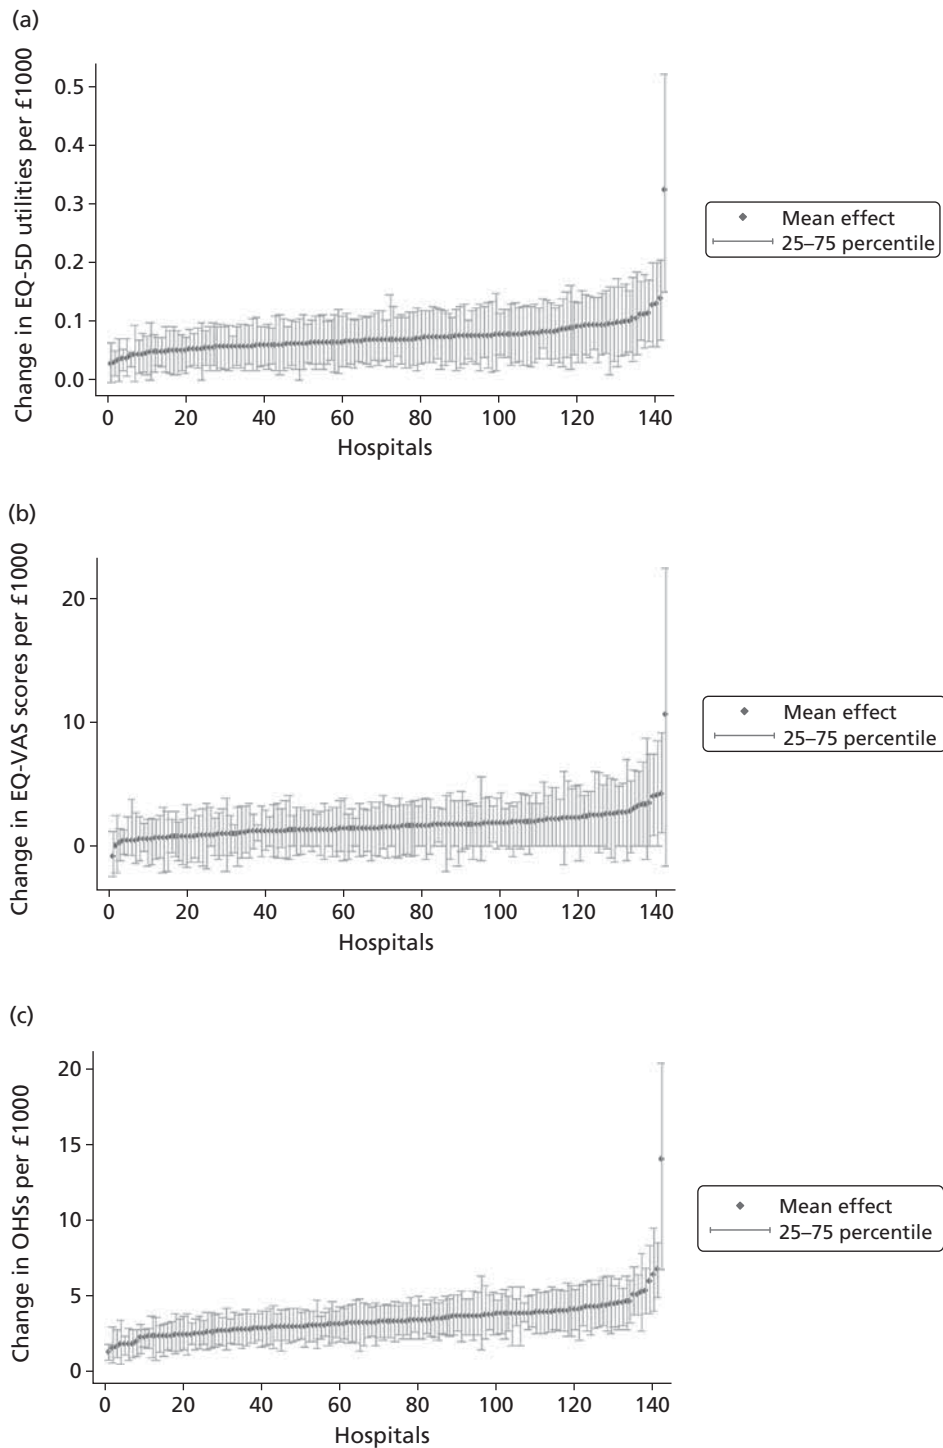 (a)
Change in EQ-5D utilities per £1000
0.5
0.4
0.3
0.2
0.1
0.0
0 20 40 60 80 100 120 140
Hospitals
Mean effect
25–75 percentile
(b)
Change in EQ-VAS scores per £1000
20
10
0
0 20 40 60 80 100 120 140
Hospitals
Mean effect
25–75 percentile
(c)
Change in OHSs per £1000
20
15
10
5
0
0 20 40 60 80 100 120 140
Hospitals
Mean effect
25–75 percentile